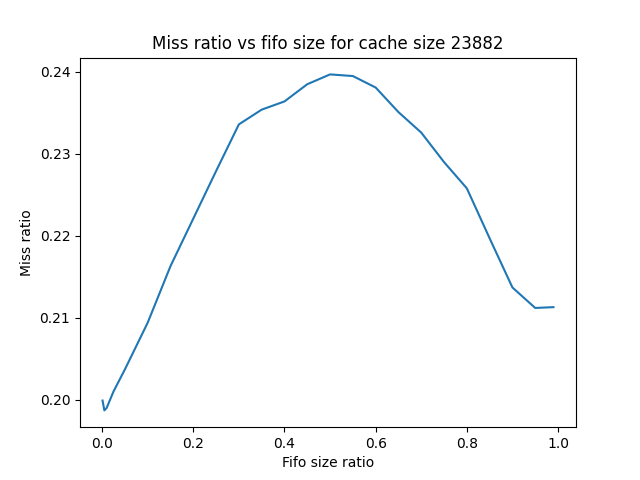 Miss ratio vs fifo size for cache size 23882
0.24
0.23
0.22
0.21
0.20
Miss ratio
0.0 0.2 0.4 0.6 0.8 1.0
Fifo size ratio